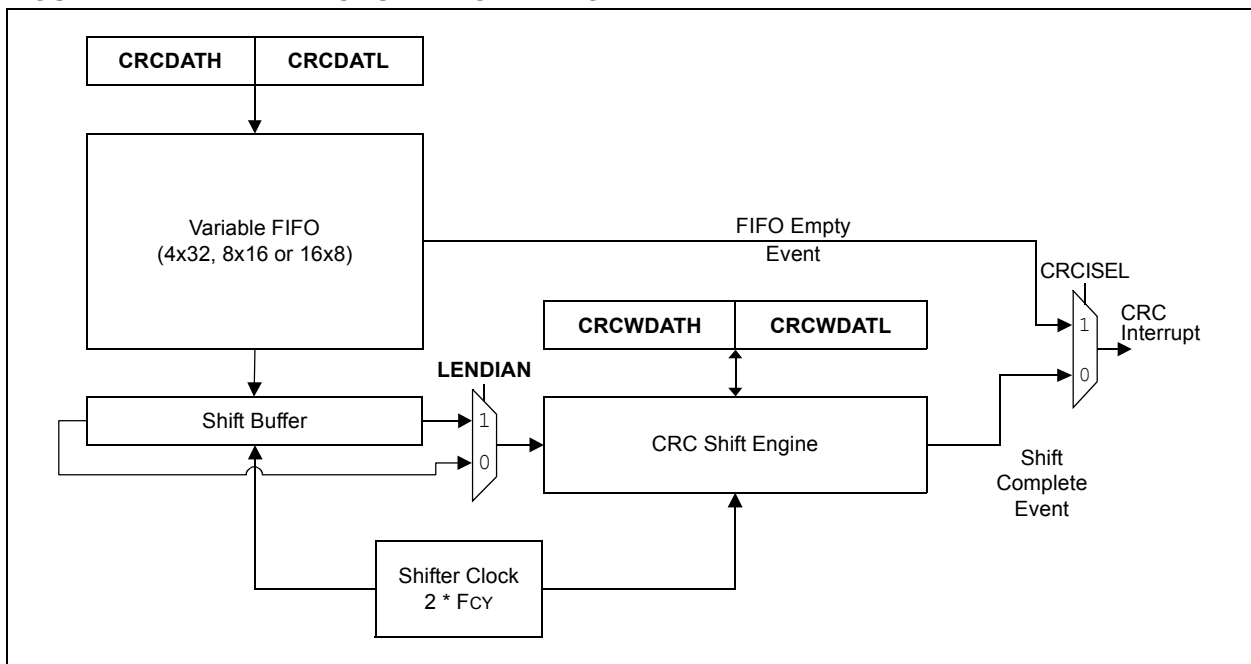 CRCDATH
CRCDATL
Variable FIFO
(4x32, 8x16 or 16x8)
FIFO Empty
Event
CRCISEL
1
0
CRC
Interrupt
CRCWDATH
CRCWDATL
LENDIAN
Shift Buffer
1
0
CRC Shift Engine
Shift
Complete
Event
Shifter Clock
2 * FCY